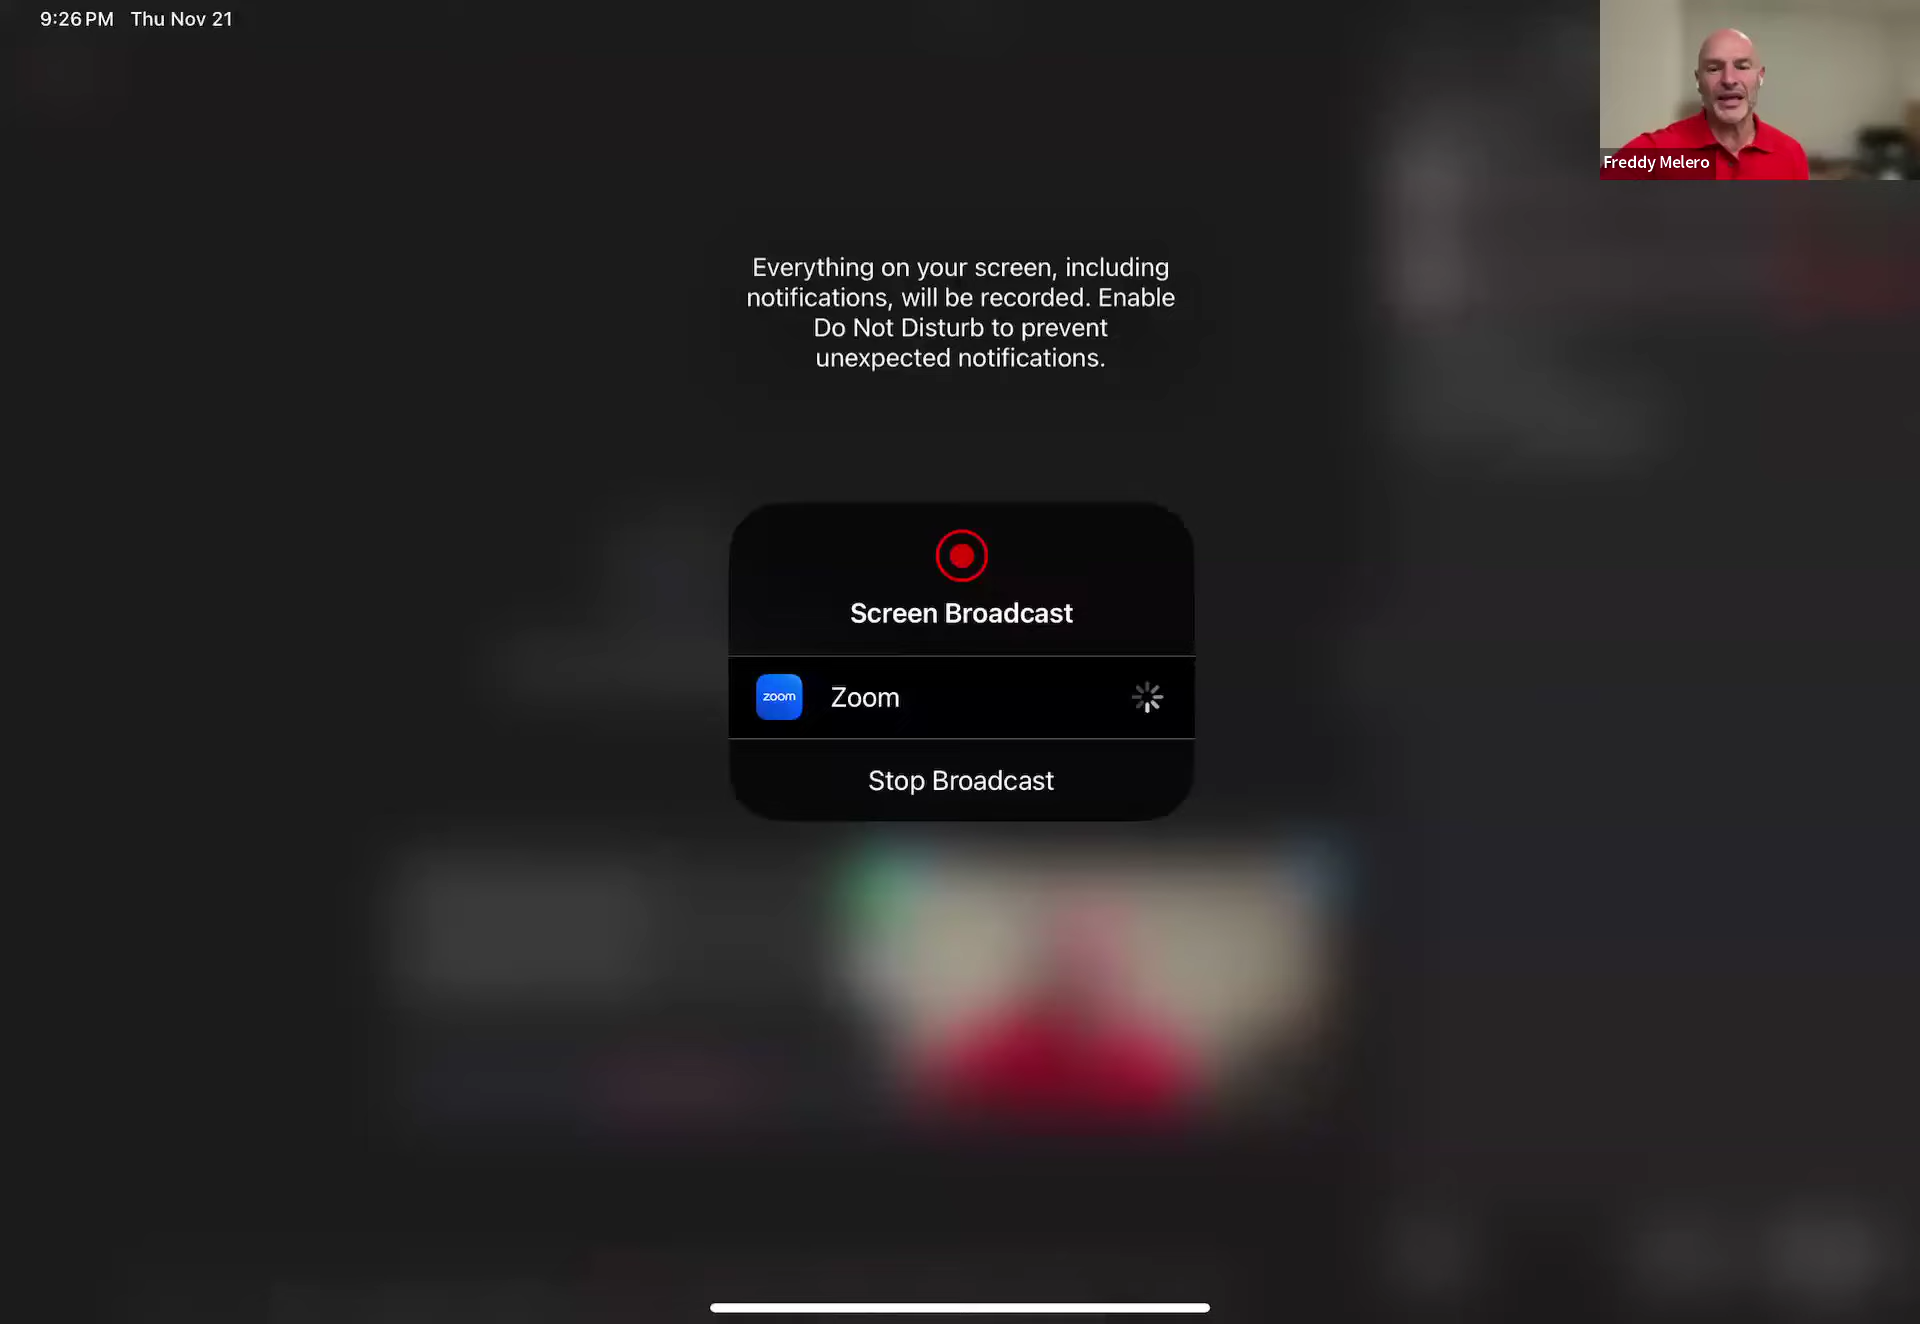 9:26 PM Thu Nov 21
Freddy Melero
Everything on your screen, including
notifications, will be recorded. Enable
Do Not Disturb to prevent
unexpected notifications.
Screen Broadcast
zoom
Zoom
Stop Broadcast